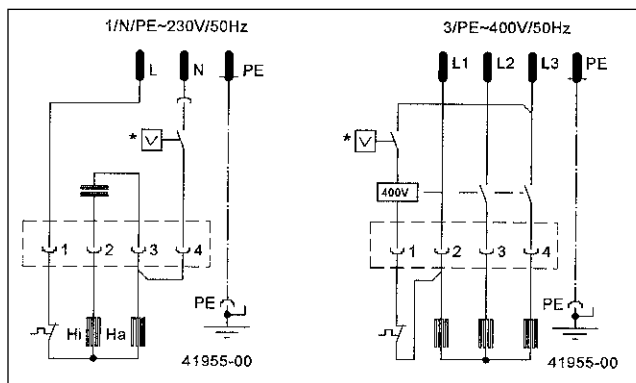 1/N/PE~230V/50Hz
L N PE
*
1 2 3 4
PE
Hi Ha
41955-00
3/PE~400V/50Hz
L1 L2 L3 PE
*
400V
1 2 3 4
PE
41955-00